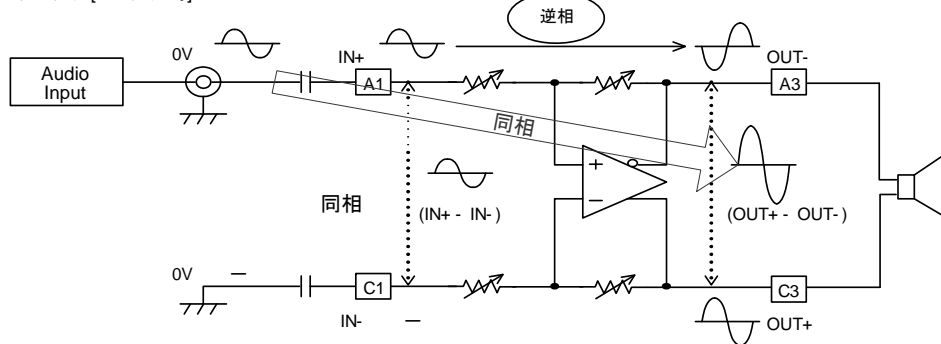 逆相
0V
IN+
OUT-
Audio
Input
A1
A3
同相
+
同相
(IN+ - IN-)
−
(OUT+ - OUT-)
0V
−
C1
C3
IN-
−
OUT+